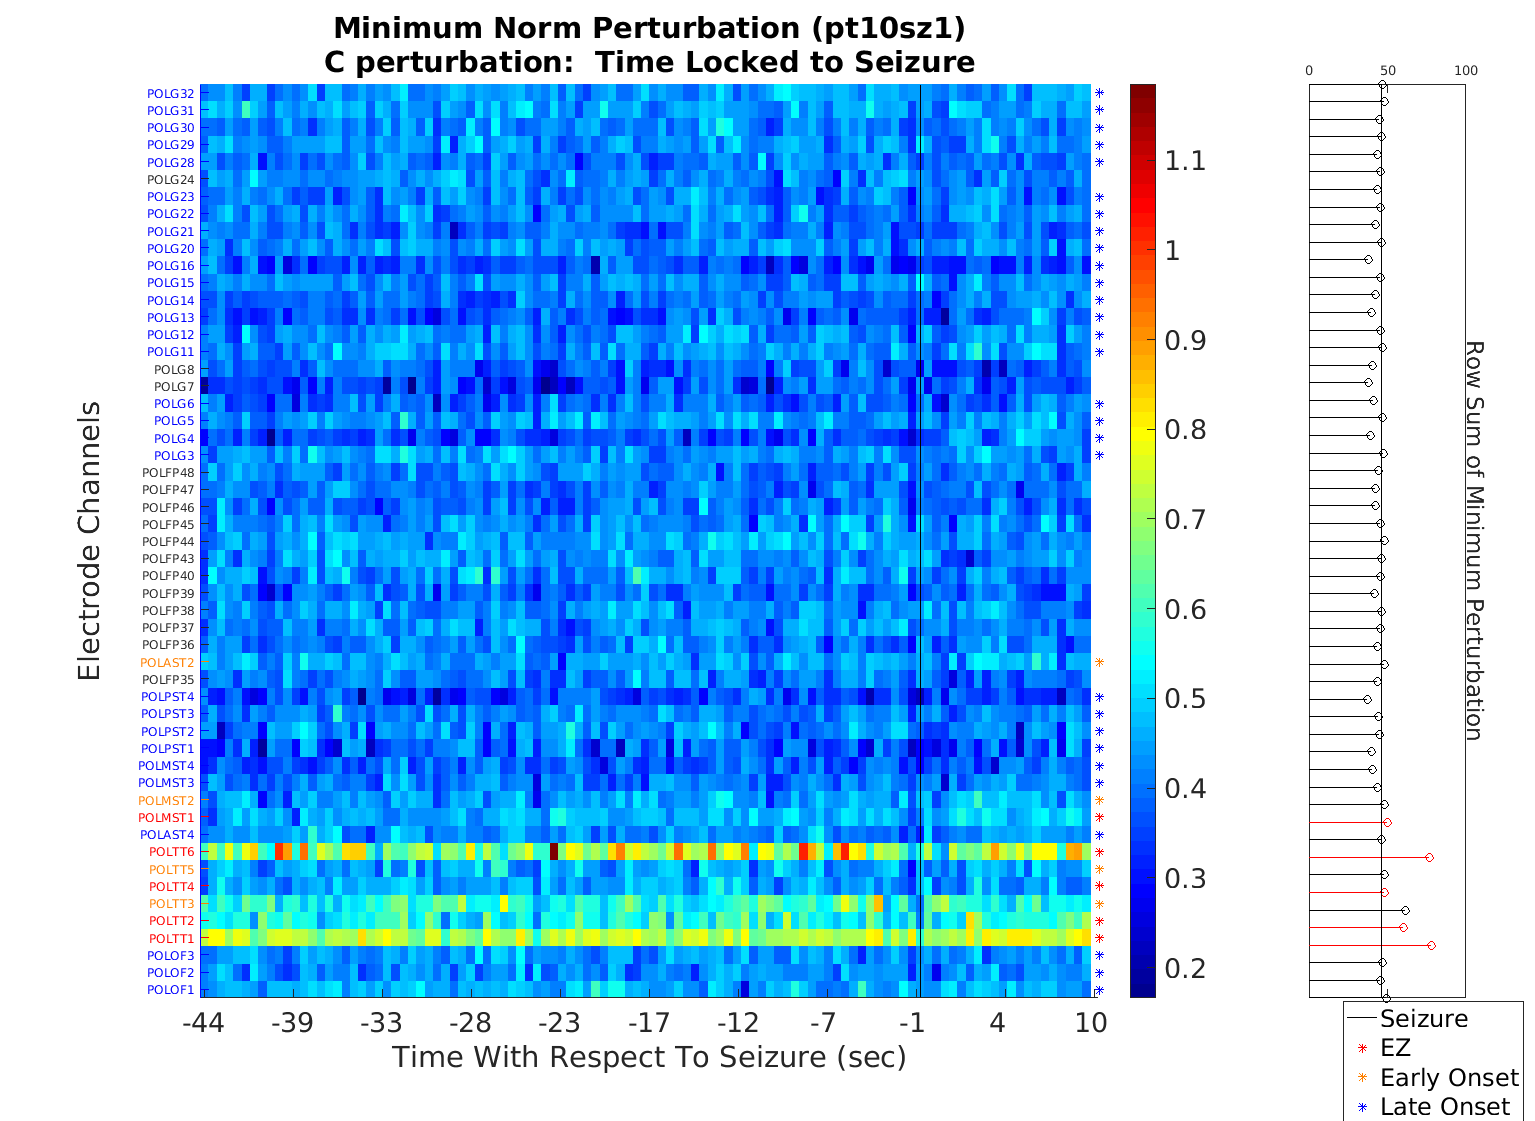 Minimum Norm Perturbation (pt10sz1)
C perturbation:  Time Locked to Seizure
Electrode Channels
POLG32
POLG31
POLG30
POLG29
POLG28
POLG24
POLG23
POLG22
POLG21
POLG20
POLG16
POLG15
POLG14
POLG13
POLG12
POLG11
POLG8
POLG7
POLG6
POLG5
POLG4
POLG3
POLFP48
POLFP47
POLFP46
POLFP45
POLFP44
POLFP43
POLFP40
POLFP39
POLFP38
POLFP37
POLFP36
POLAST2
POLFP35
POLPST4
POLPST3
POLPST2
POLPST1
POLMST4
POLMST3
POLMST2
POLMST1
POLAST4
POLTT6
POLTT5
POLTT4
POLTT3
POLTT2
POLTT1
POLOF3
POLOF2
POLOF1
-44 -39 -33 -28 -23 -17 -12 -7 -1 4 10
Time With Respect To Seizure (sec)
1.1
1
0.9
0.8
0.7
0.6
0.5
0.4
0.3
0.2
0 50 100
Row Sum of Minimum Perturbation
Seizure
EZ
Early Onset
Late Onset